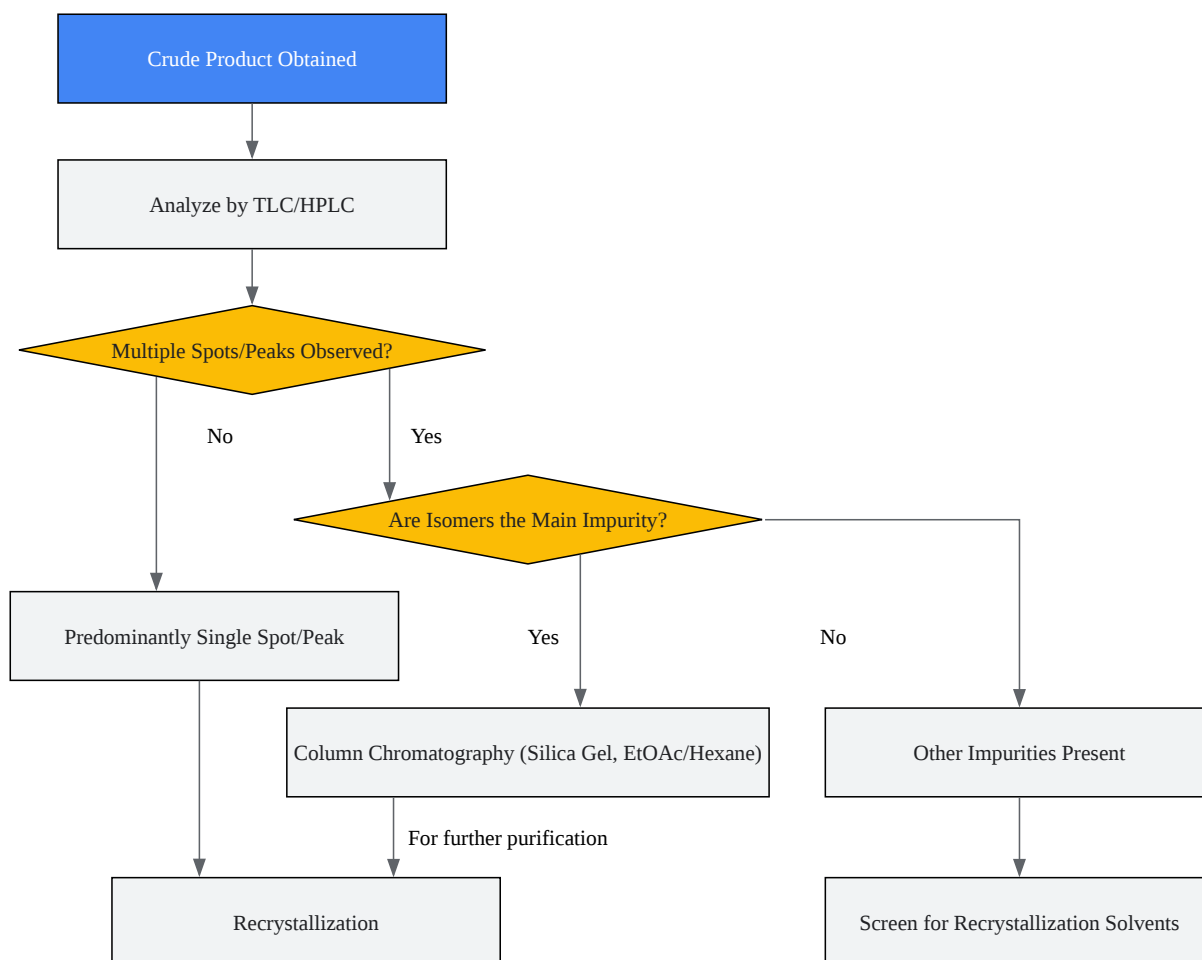 Crude Product Obtained
Analyze by TLC/HPLC
Multiple Spots/Peaks Observed?
No
Yes
Are Isomers the Main Impurity?
Predominantly Single Spot/Peak
Yes
No
Column Chromatography (Silica Gel, EtOAc/Hexane)
Other Impurities Present
For further purification
Recrystallization
Screen for Recrystallization Solvents